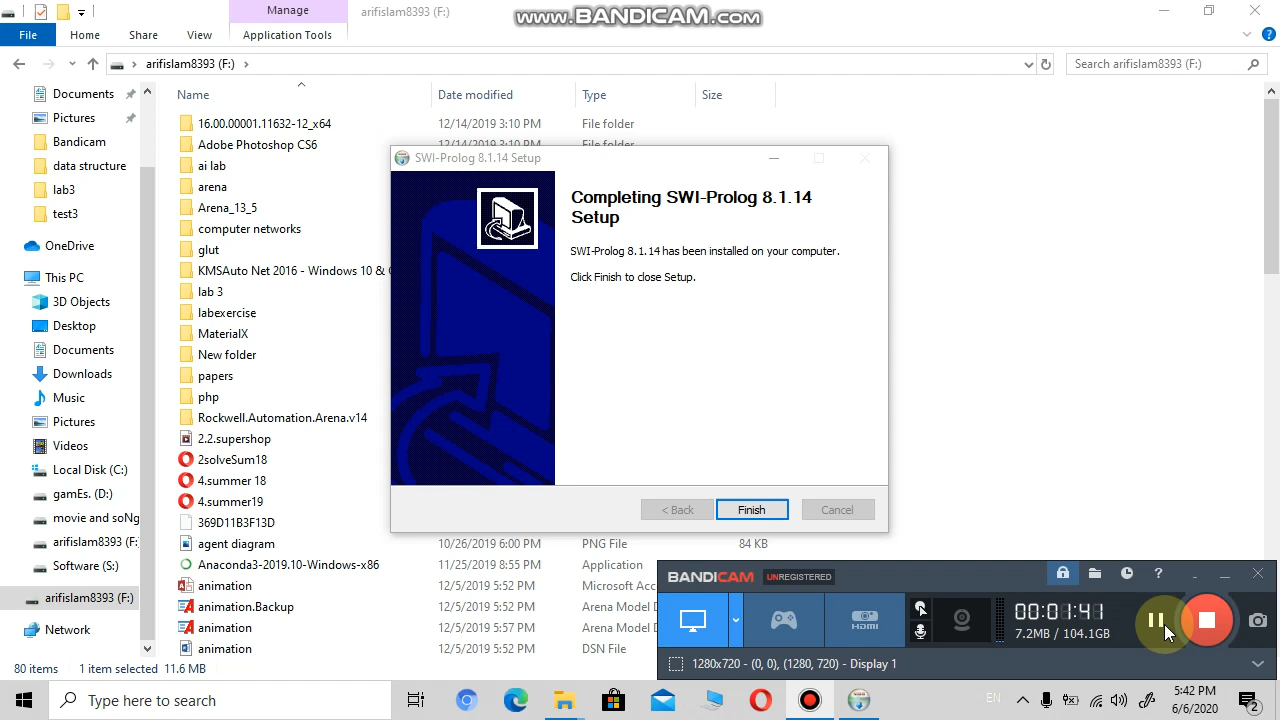 Manage
arifislam8393 (F:)
www.BANDICAM.com
File
Home
Share
View
Application Tools
arifislam8393 (F:)
Search arifislam8393 (F:)
Documents
Pictures
Bandicam
data structure
lab3
test3
OneDrive
This PC
3D Objects
Desktop
Documents
Downloads
Music
Pictures
Videos
Local Disk (C:)
gamEs. (D:)
movie and soNg
arifislam8393 (F:
Software (S:)
arifislam8393 (F:)
Network
Name
Date modified
Type
Size
16.00.00001.11632-12_x64
12/14/2019 3:10 PM
File folder
Adobe Photoshop CS6
12/14/2019 3:10 PM
File folder
ai lab
arena
Arena_13_5
computer networks
glut
KMSAuto Net 2016 - Windows 10 &
lab 3
labexercise
MaterialX
New folder
papers
php
Rockwell.Automation.Arena.v14
2.2.supershop
2solveSum18
4.summer 18
4.summer19
369D11B3F13D
agent diagram
10/26/2019 6:00 PM
PNG File
84 KB
Anaconda3-2019.10-Windows-x86
11/25/2019 8:55 PM
Application
animation
12/5/2019 5:52 PM
Microsoft Acc
animation.Backup
12/5/2019 5:52 PM
Arena Model D
animation
12/5/2019 5:57 PM
Arena Model D
animation
12/5/2019 5:52 PM
DSN File
SWI-Prolog 8.1.14 Setup
Completing SWI-Prolog 8.1.14
Setup
SWI-Prolog 8.1.14 has been installed on your computer.
Click Finish to close Setup.
< Back
Finish
Cancel
BANDICAM
UNREGISTERED
HDMI
00:01:41
7.2MB / 104.1GB
1280x720 - (0, 0), (1280, 720) - Display 1
80 items
1 item selected 11.6 MB
Type here to search
EN
5:42 PM
6/6/2020
2